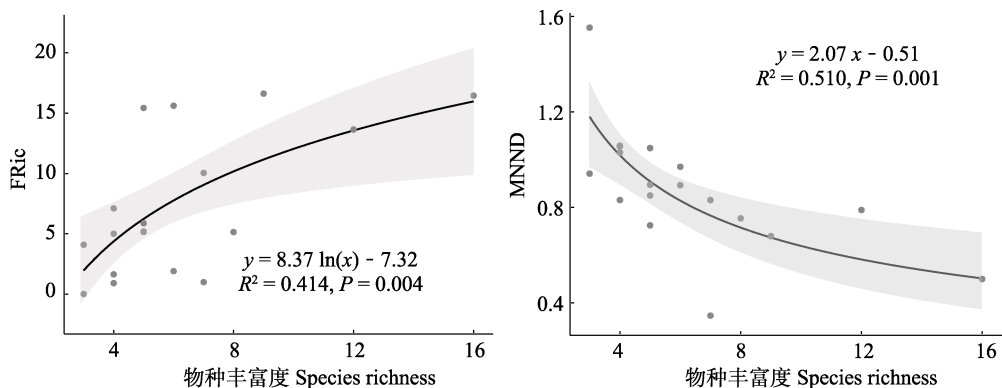 FRic
20
15
10
5
0
y = 8.37 ln(x) − 7.32
R² = 0.414, P = 0.004
4 8 12 16
物种丰富度 Species richness
MNND
1.6
1.2
0.8
0.4
y = 2.07 x − 0.51
R² = 0.510, P = 0.001
4 8 12 16
物种丰富度 Species richness